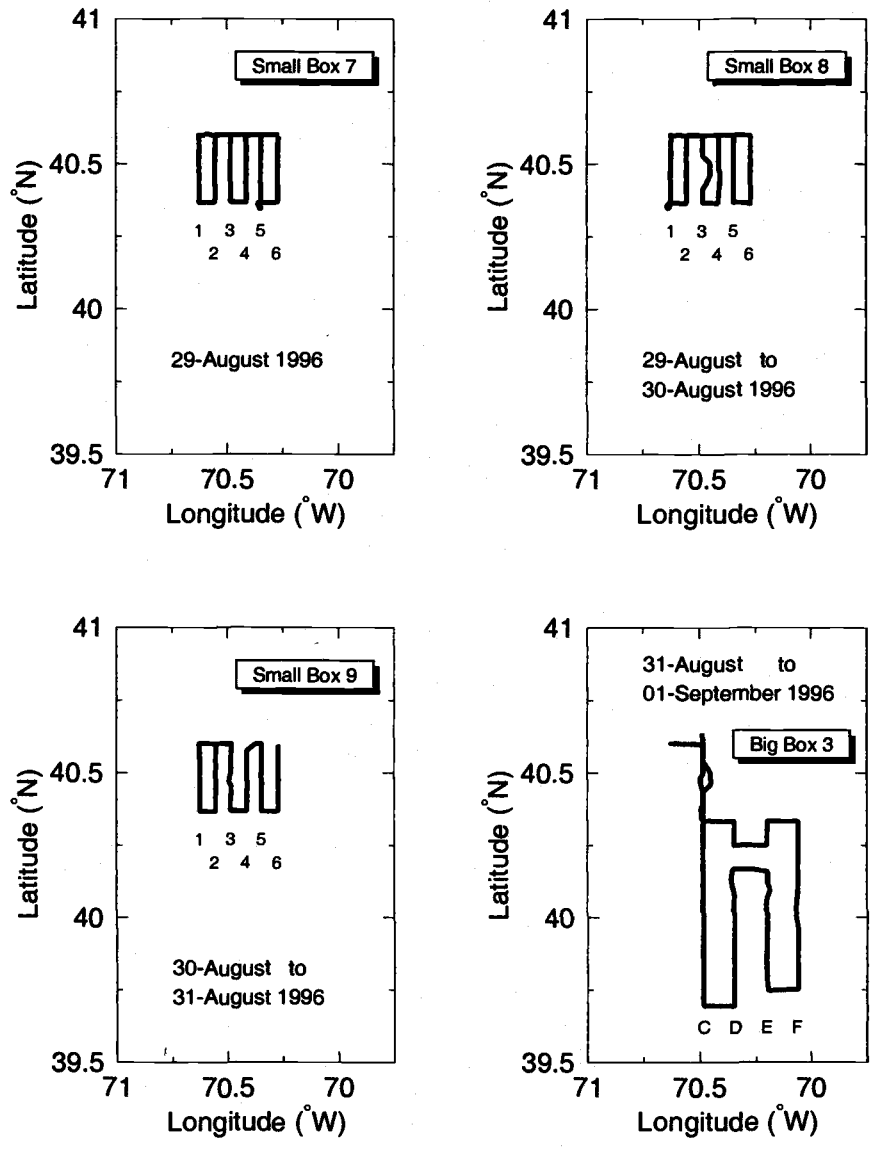 Small Box 7
41
40.5
40
39.5
Latitude (°N)
1 3 5
2 4 6
29-August 1996
71 70.5 70
Longitude (°W)
Small Box 8
41
40.5
40
39.5
Latitude (°N)
1 3 5
2 4 6
29-August to
30-August 1996
71 70.5 70
Longitude (°W)
Small Box 9
41
40.5
40
39.5
Latitude (°N)
1 3 5
2 4 6
30-August to
31-August 1996
71 70.5 70
Longitude (°W)
31-August to
01-September 1996
Big Box 3
41
40.5
40
39.5
Latitude (°N)
C D E F
71 70.5 70
Longitude (°W)